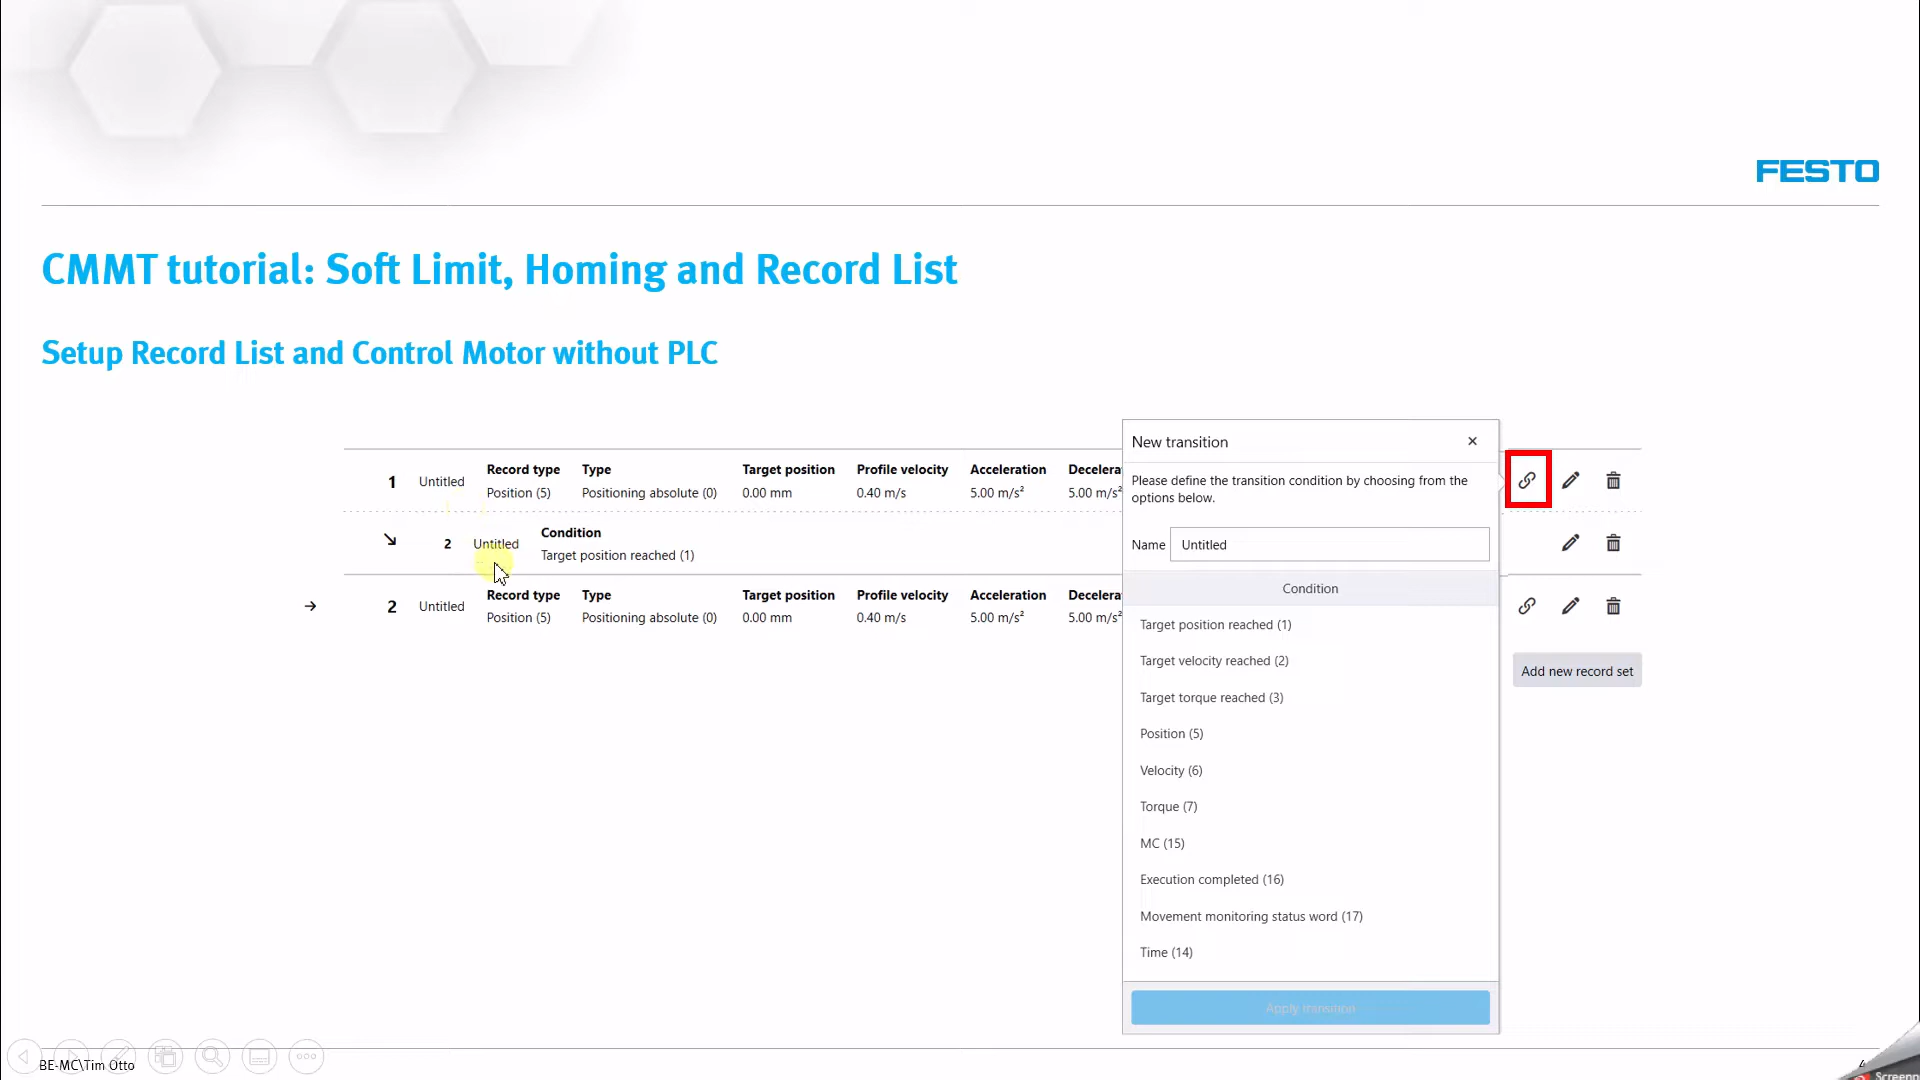 FESTO
CMMT tutorial: Soft Limit, Homing and Record List
Setup Record List and Control Motor without PLC
1 Untitled
Record type Type Target position Profile velocity Acceleration Decelera
Position (5) Positioning absolute (0) 0.00 mm 0.40 m/s 5.00 m/s² 5.00 m/s²
2 Untitled
Condition
Target position reached (1)
2 Untitled
Record type Type Target position Profile velocity Acceleration Decelera
Position (5) Positioning absolute (0) 0.00 mm 0.40 m/s 5.00 m/s² 5.00 m/s²
Add new record set
New transition
Please define the transition condition by choosing from the
options below.
Name Untitled
Condition
Target position reached (1)
Target velocity reached (2)
Target torque reached (3)
Position (5)
Velocity (6)
Torque (7)
MC (15)
Execution completed (16)
Movement monitoring status word (17)
Time (14)
Apply transition
BE-MC\Tim Otto